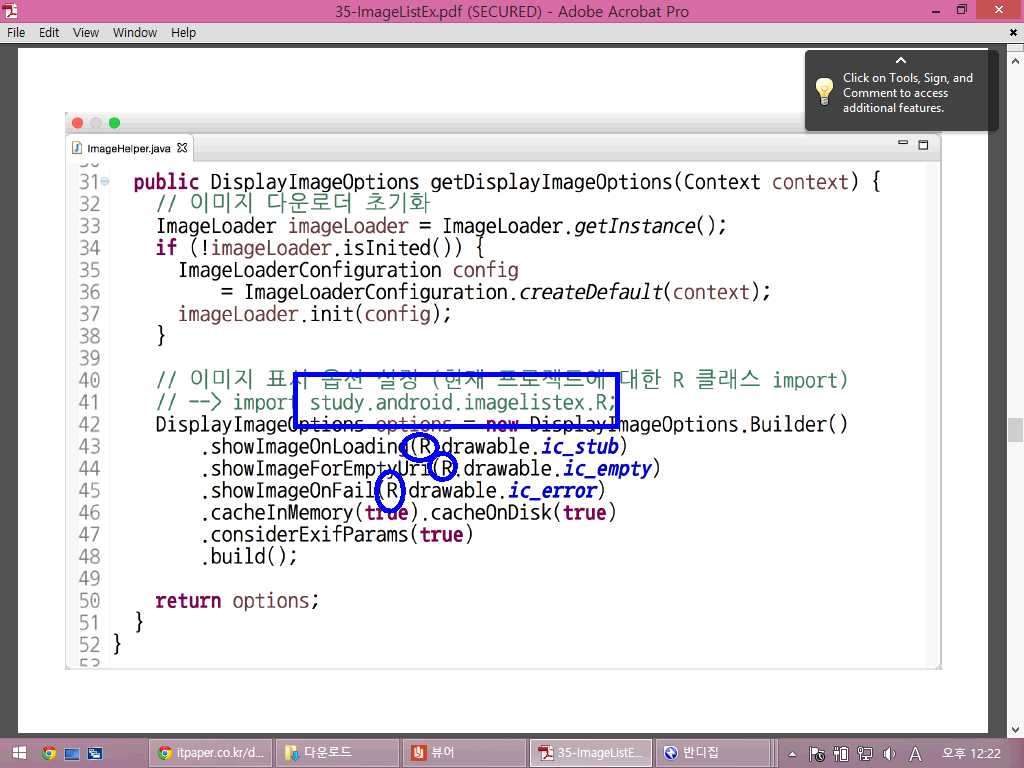 35-ImageListEx.pdf (SECURED) - Adobe Acrobat Pro
File Edit View Window Help
Click on Tools, Sign, and
Comment to access
additional features.
ImageHelper.java
31 public DisplayImageOptions getDisplayImageOptions(Context context) {
32 // 이미지 다운로더 초기화
33 ImageLoader imageLoader = ImageLoader.getInstance();
34 if (!imageLoader.isInited()) {
35 ImageLoaderConfiguration config
36 = ImageLoaderConfiguration.createDefault(context);
37 imageLoader.init(config);
38 }
39
40 // 이미지 표시 옵션 설정 (현재 프로젝트에 대한 R 클래스 import)
41 // --> import study.android.imagelistex.R;
42 DisplayImageOptions options = new DisplayImageOptions.Builder()
43 .showImageOnLoading(R.drawable.ic_stub)
44 .showImageForEmptyUri(R.drawable.ic_empty)
45 .showImageOnFail(R.drawable.ic_error)
46 .cacheInMemory(true).cacheOnDisk(true)
47 .considerExifParams(true)
48 .build();
49
50 return options;
51 }
52 }
53
itpaper.co.kr/d... 다운로드 뷰어 35-ImageListE... 반디집 A 오후 12:22